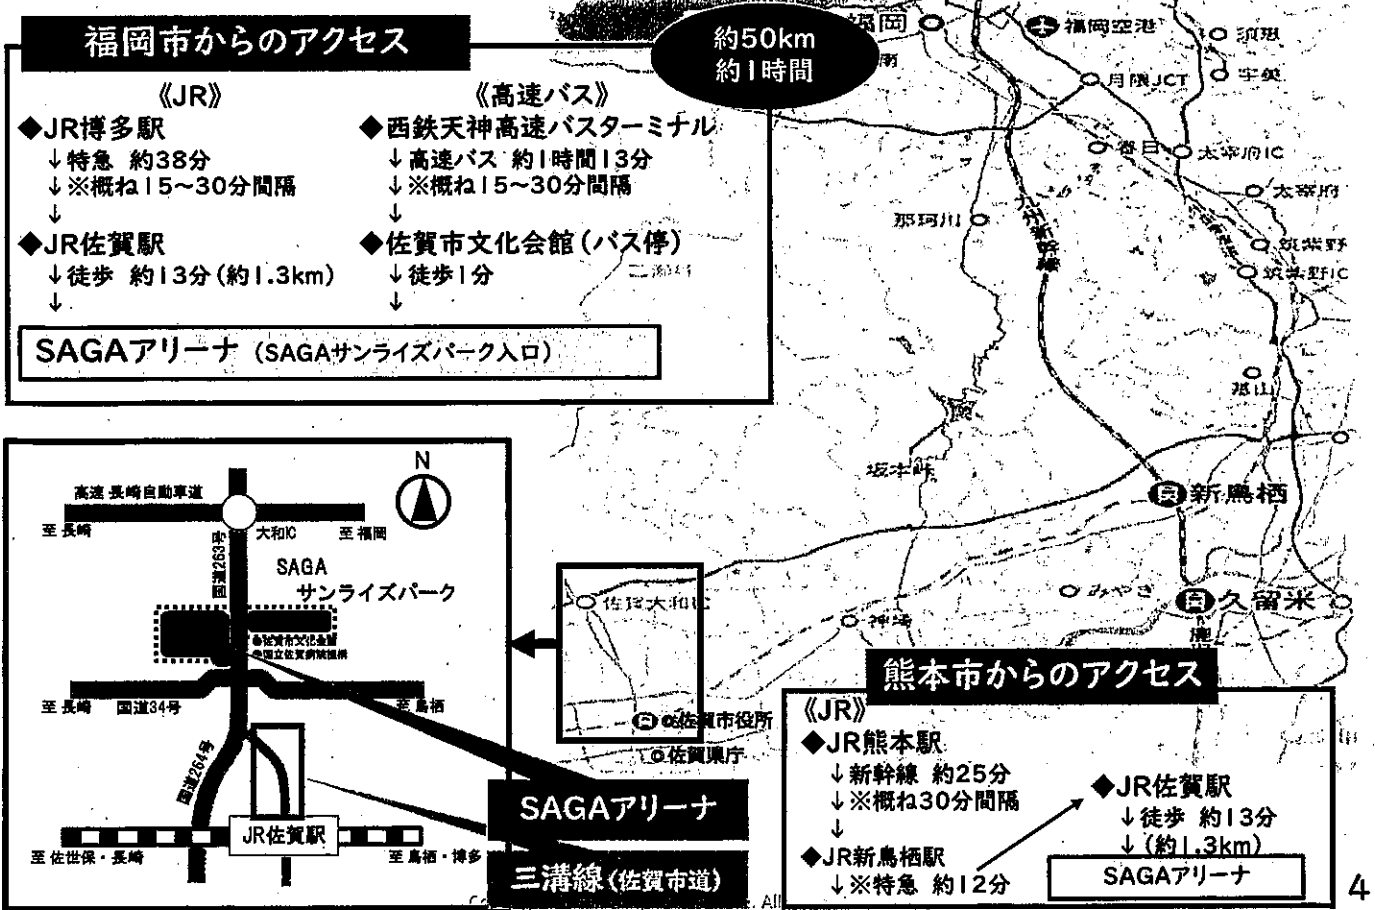 福岡市からのアクセス
約50km
約1時間
《JR》
◆JR博多駅
↓特急 約38分
↓※概ね15～30分間隔
↓
◆JR佐賀駅
↓徒歩 約13分(約1.3km)
↓
《高速バス》
◆西鉄天神高速バスターミナル
↓高速バス 約1時間13分
↓※概ね15～30分間隔
↓
◆佐賀市文化会館(バス停)
↓徒歩1分
↓
SAGAアリーナ (SAGAサンライズパーク入口)
福岡
福岡空港
須恵
宇美
月隈JCT
春日
太宰府IC
太宰府
那珂川
九州新幹線
筑紫野
筑紫野IC
基山
坂本峠
新鳥栖
みやき
久留米
佐賀大和IC
神埼
佐賀市役所
佐賀県庁
N
高速 長崎自動車道
至 長崎
大和IC
至 福岡
国道263号
SAGA
サンライズパーク
●佐賀市文化会館
至 長崎
国道34号
至 鳥栖
国道264号
JR佐賀駅
至 佐世保・長崎
至 鳥栖・博多
SAGAアリーナ
三溝線(佐賀市道)
熊本市からのアクセス
《JR》
◆JR熊本駅
↓新幹線 約25分
↓※概ね30分間隔
↓
◆JR新鳥栖駅
↓※特急 約12分
◆JR佐賀駅
↓徒歩 約13分
↓(約1.3km)
SAGAアリーナ
4